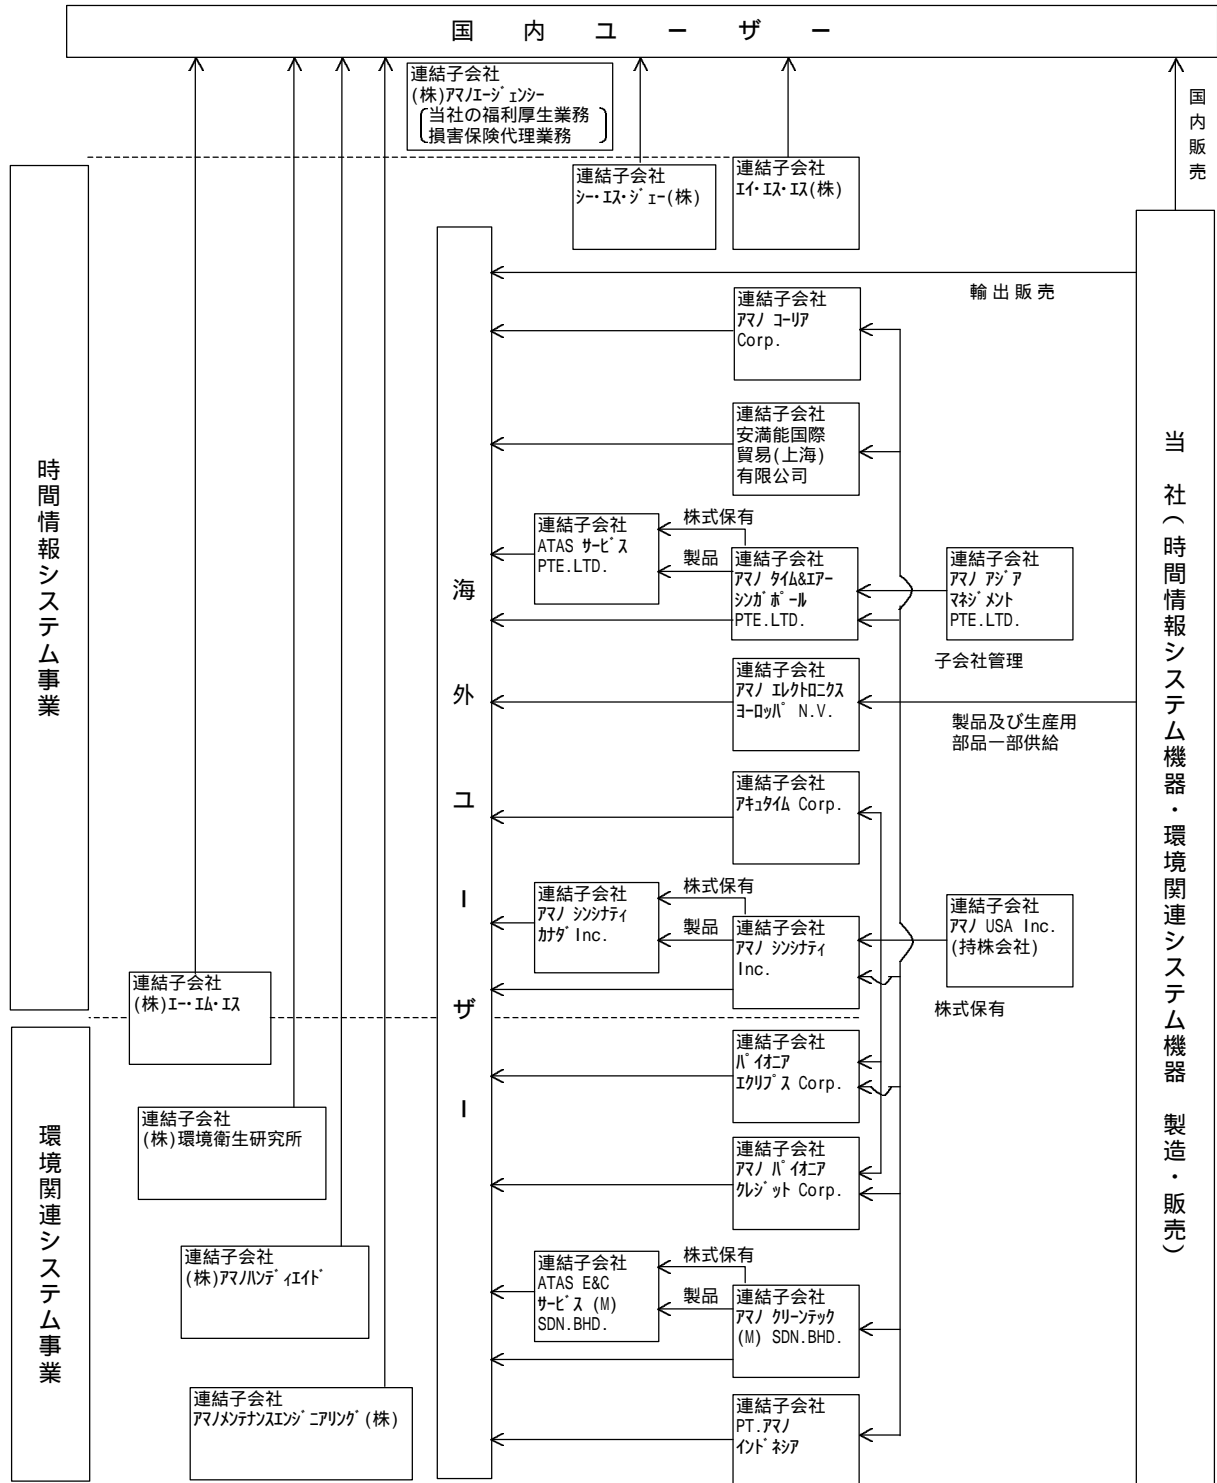 国 内 ユ ー ザ ー
連結子会社
(株)ｱﾏﾉｴｰｼﾞｪﾝｼｰ
当社の福利厚生業務
損害保険代理業務
国内販売
連結子会社
ｼｰ･ｴｽ･ｼﾞｪｰ(株)
連結子会社
ｴｲ･ｴｽ･ｴｽ(株)
時間情報システム事業
環境関連システム事業
海外ユーザー
当 社(時間情報システム機器・環境関連システム機器 製造・販売)
輸出販売
連結子会社
ｱﾏﾉ ｺｰﾘｱ
Corp.
連結子会社
安満能国際
貿易(上海)
有限公司
連結子会社
ATAS ｻｰﾋﾞｽ
PTE.LTD.
株式保有
製品
連結子会社
ｱﾏﾉ ﾀｲﾑ&ｴｱｰ
ｼﾝｶﾞﾎﾟｰﾙ
PTE.LTD.
連結子会社
ｱﾏﾉ ｱｼﾞｱ
ﾏﾈｼﾞﾒﾝﾄ
PTE.LTD.
子会社管理
連結子会社
ｱﾏﾉ ｴﾚｸﾄﾛﾆｸｽ
ﾖｰﾛｯﾊﾟ N.V.
製品及び生産用
部品一部供給
連結子会社
ｱｷｭﾀｲﾑ Corp.
連結子会社
ｱﾏﾉ ｼﾝｼﾅﾃｨ
ｶﾅﾀﾞ Inc.
株式保有
製品
連結子会社
ｱﾏﾉ ｼﾝｼﾅﾃｨ
Inc.
連結子会社
ｱﾏﾉ USA Inc.
(持株会社)
株式保有
連結子会社
(株)ｴｰ･ｴﾑ･ｴｽ
連結子会社
ﾊﾟｲｵﾆｱ
ｴｸﾘﾌﾟｽ Corp.
連結子会社
(株)環境衛生研究所
連結子会社
ｱﾏﾉ ﾊﾟｲｵﾆｱ
ｸﾚｼﾞｯﾄ Corp.
連結子会社
(株)ｱﾏﾉﾊﾝﾃﾞｨｴｲﾄﾞ
連結子会社
ATAS E&C
ｻｰﾋﾞｽ (M)
SDN.BHD.
株式保有
製品
連結子会社
ｱﾏﾉ ｸﾘｰﾝﾃｯｸ
(M) SDN.BHD.
連結子会社
ｱﾏﾉﾒﾝﾃﾅﾝｽｴﾝｼﾞﾆｱﾘﾝｸﾞ(株)
連結子会社
PT.ｱﾏﾉ
ｲﾝﾄﾞﾈｼｱ